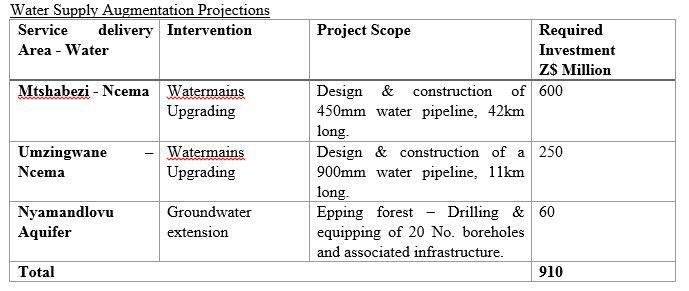 Water Supply Augmentation Projections
Service delivery Area - Water | Intervention | Project Scope | Required Investment Z$ Million
Mtshabezi - Ncema | Watermains Upgrading | Design & construction of 450mm water pipeline, 42km long. | 600
Umzingwane – Ncema | Watermains Upgrading | Design & construction of a 900mm water pipeline, 11km long. | 250
Nyamandlovu Aquifer | Groundwater extension | Epping forest – Drilling & equipping of 20 No. boreholes and associated infrastructure. | 60
Total | 910